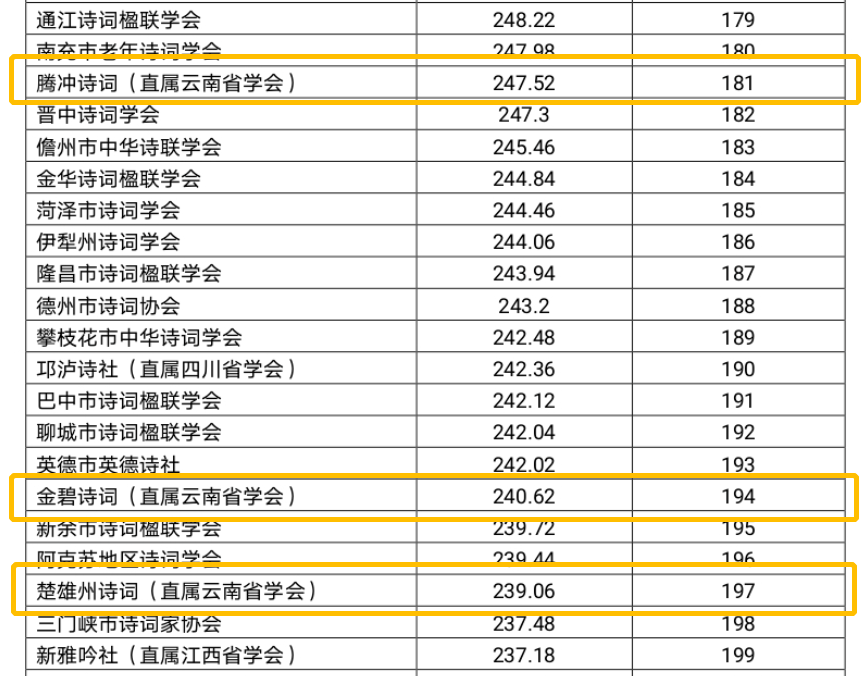 通江诗词楹联学会 248.22 179
南充市老年诗词学会 247.98 180
腾冲诗词（直属云南省学会） 247.52 181
晋中诗词学会 247.3 182
儋州市中华诗联学会 245.46 183
金华诗词楹联学会 244.84 184
菏泽市诗词学会 244.46 185
伊犁州诗词学会 244.06 186
隆昌市诗词楹联学会 243.94 187
德州市诗词协会 243.2 188
攀枝花市中华诗词学会 242.48 189
邛泸诗社（直属四川省学会） 242.36 190
巴中市诗词楹联学会 242.12 191
聊城市诗词楹联学会 242.04 192
英德市英德诗社 242.02 193
金碧诗词（直属云南省学会） 240.62 194
新余市诗词楹联学会 239.72 195
阿克苏地区诗词学会 239.44 196
楚雄州诗词（直属云南省学会） 239.06 197
三门峡市诗词家协会 237.48 198
新雅吟社（直属江西省学会） 237.18 199